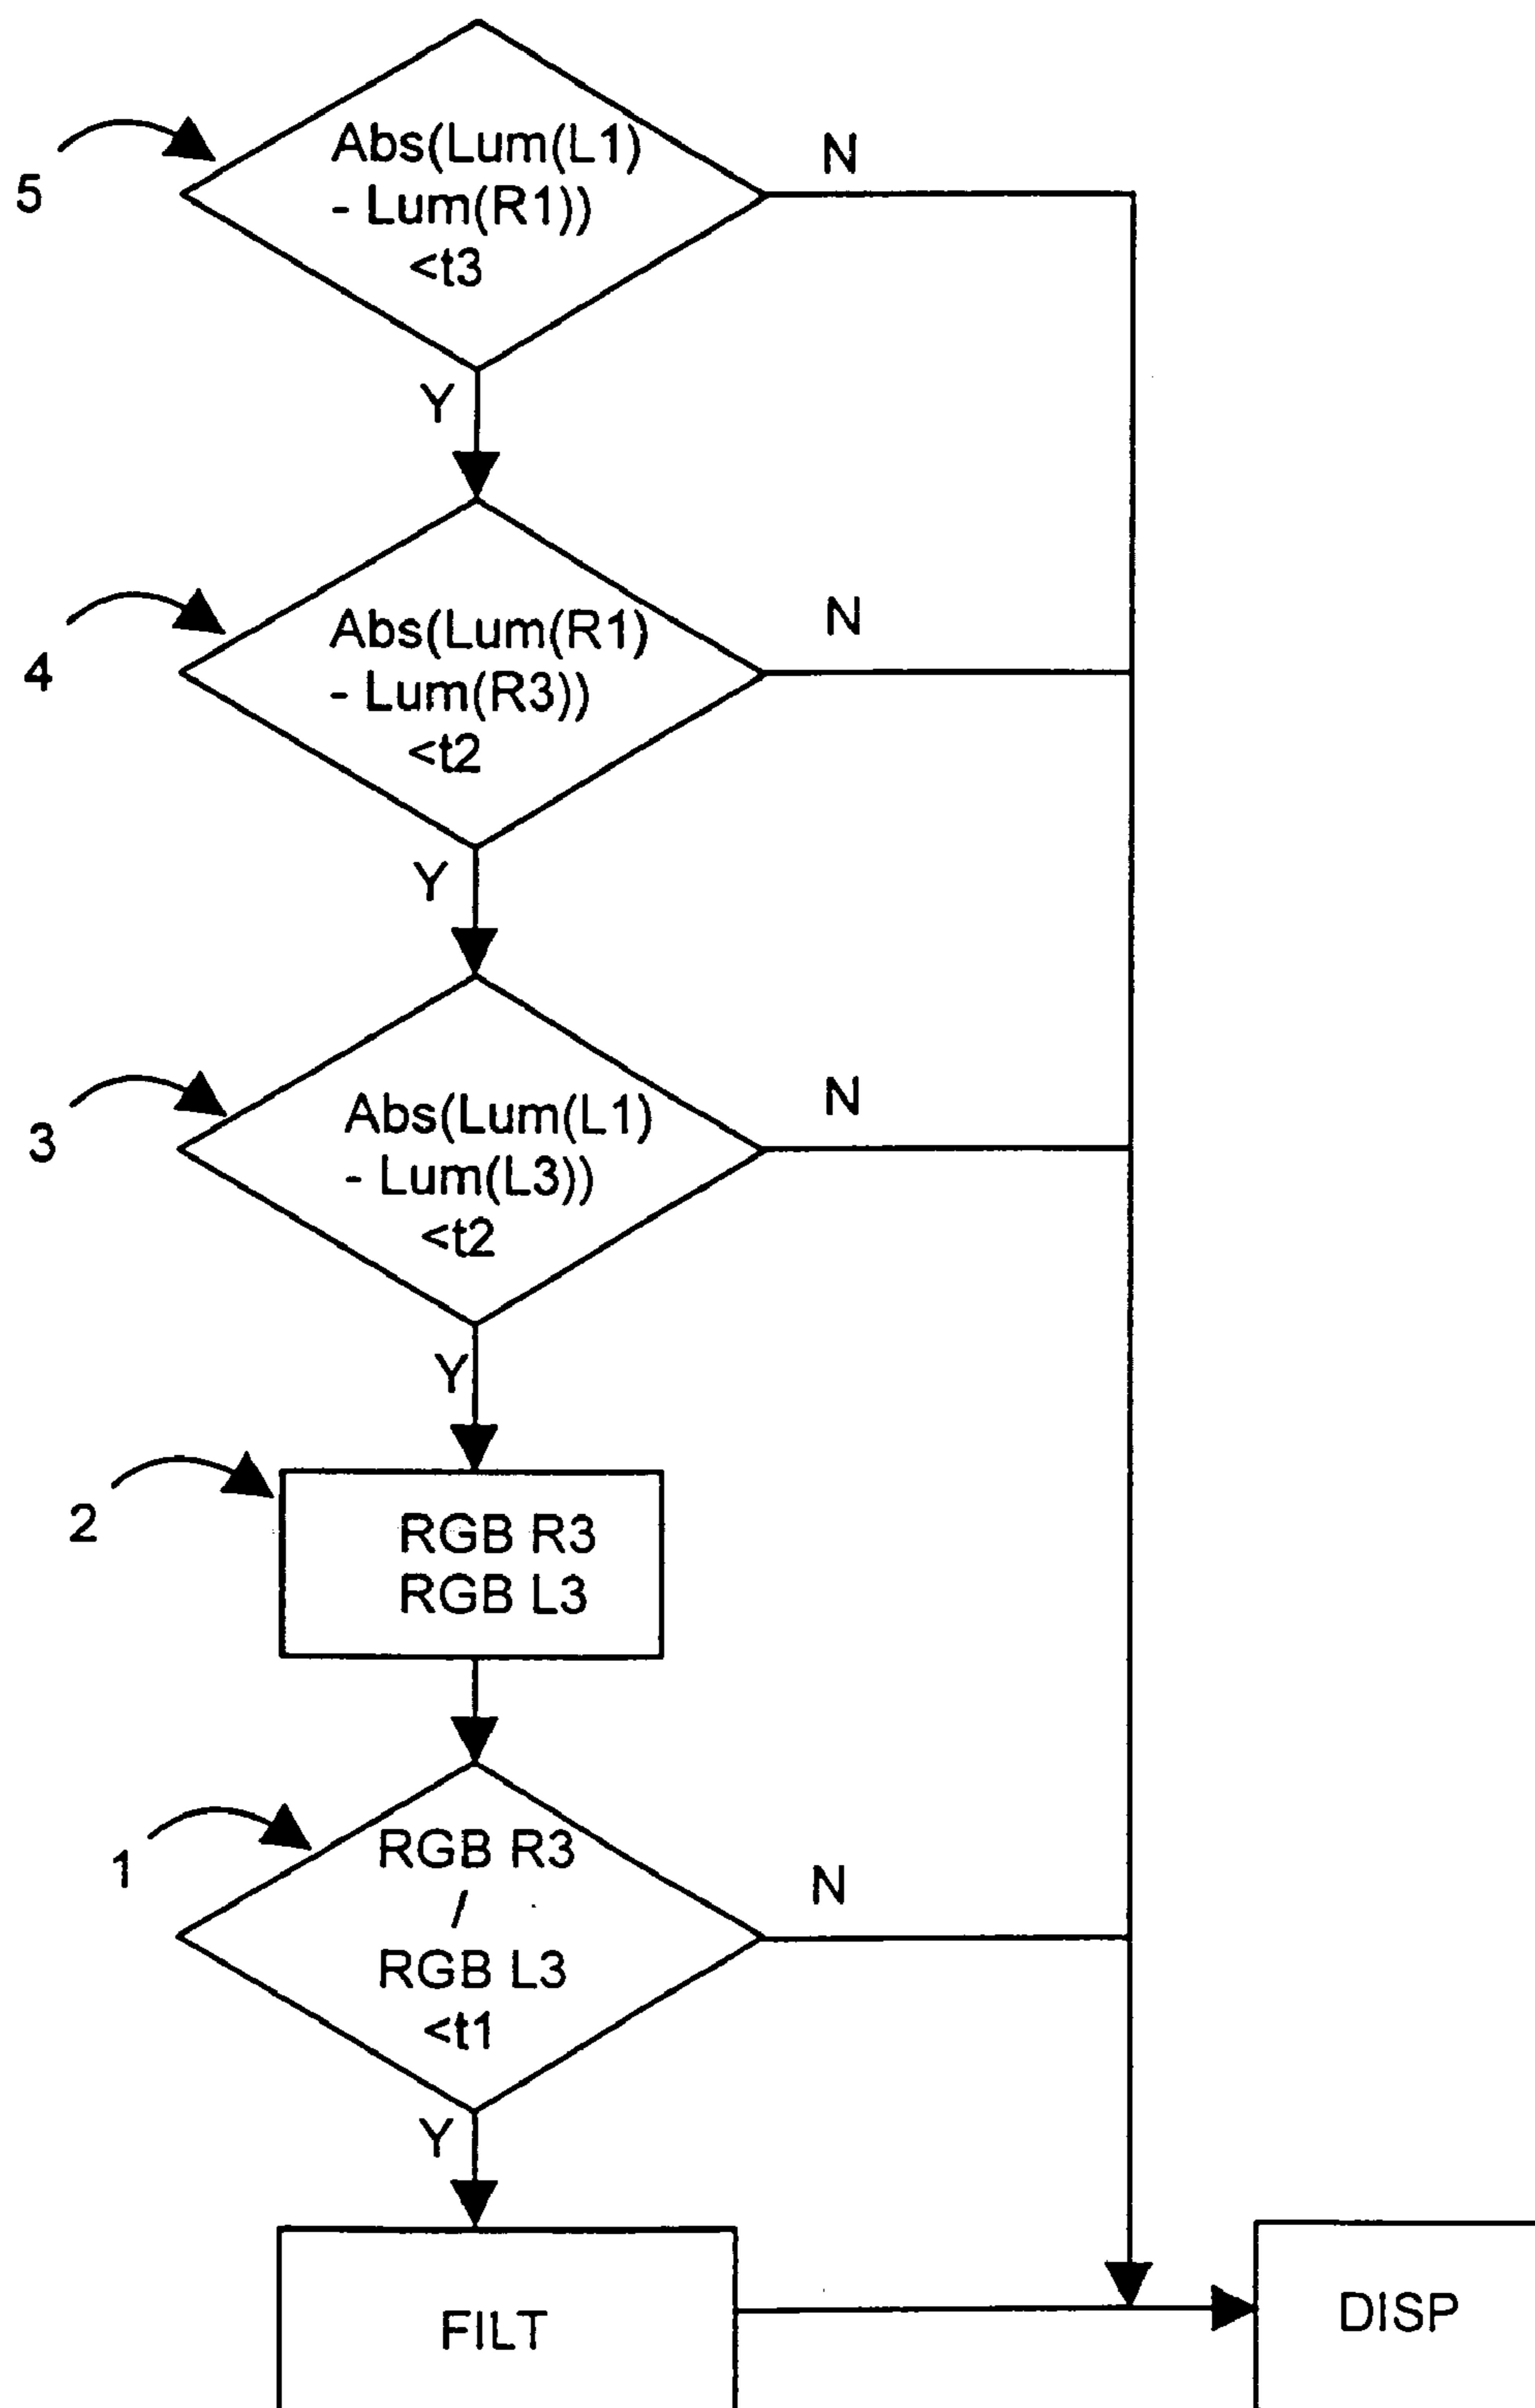 Abs(Lum(L1)
- Lum(R1))
<t3
N
5
Y
Abs(Lum(R1)
- Lum(R3))
<t2
N
4
Y
Abs(Lum(L1)
- Lum(L3))
<t2
N
3
Y
RGB R3
RGB L3
2
RGB R3
/
RGB L3
<t1
N
1
Y
FILT
DISP